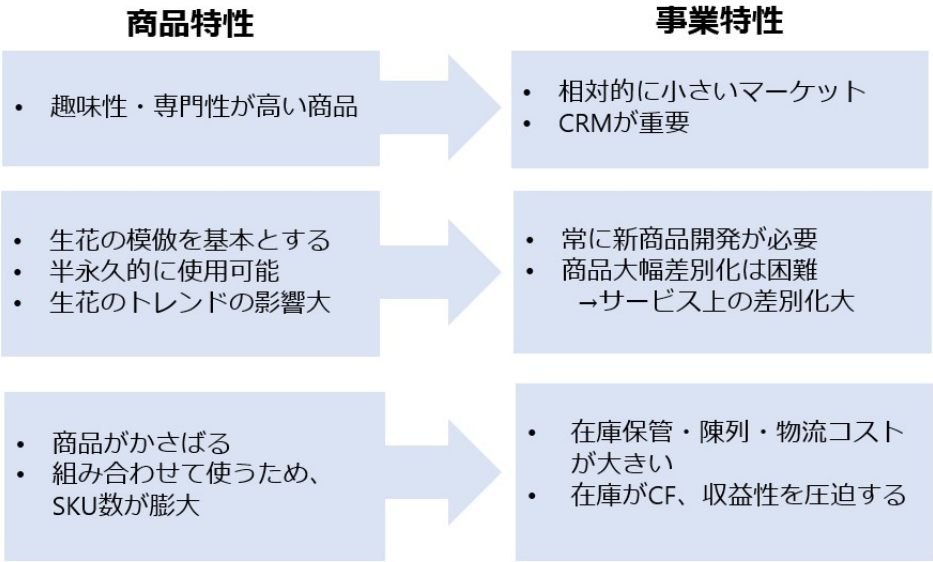 商品特性
事業特性
• 趣味性・専門性が高い商品
• 相対的に小さいマーケット
• CRMが重要
• 生花の模倣を基本とする
• 半永久的に使用可能
• 生花のトレンドの影響大
• 常に新商品開発が必要
• 商品大幅差別化は困難
→サービス上の差別化大
• 商品がかさばる
• 組み合わせて使うため、
SKU数が膨大
• 在庫保管・陳列・物流コスト
が大きい
• 在庫がCF、収益性を圧迫する